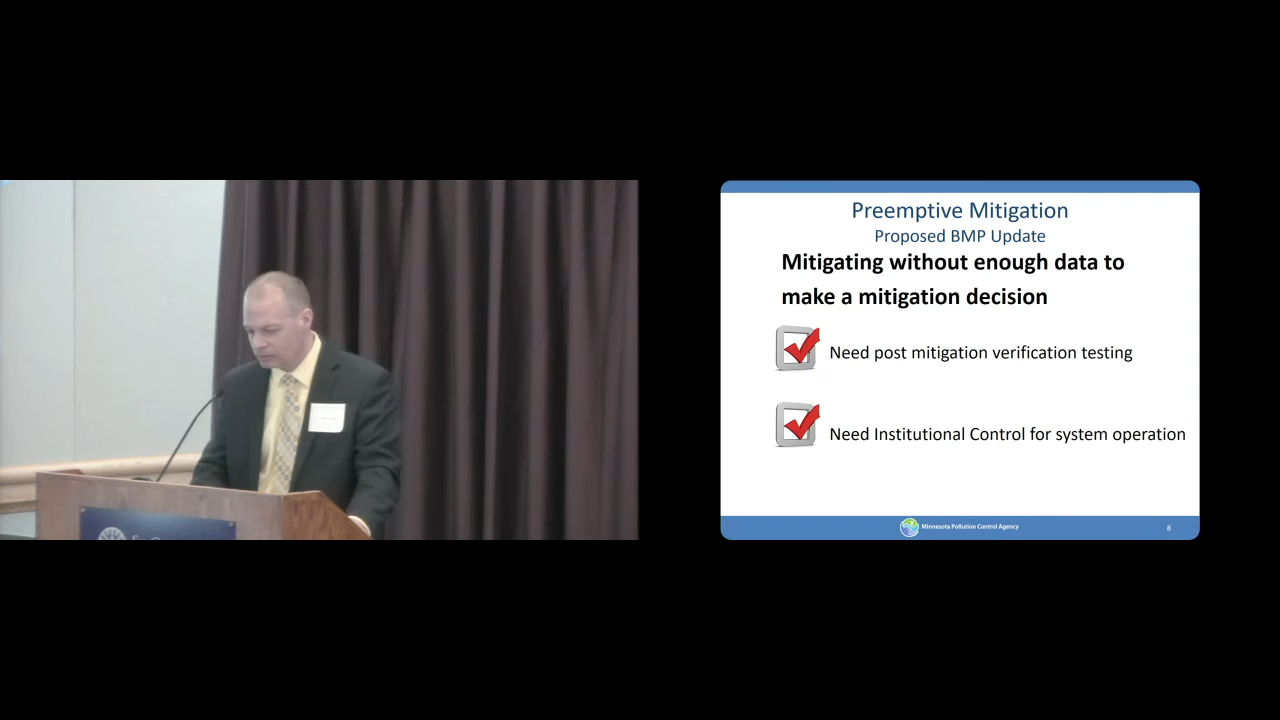 Preemptive Mitigation
Proposed BMP Update
Mitigating without enough data to
make a mitigation decision
Need post mitigation verification testing
Need Institutional Control for system operation
Minnesota Pollution Control Agency
8